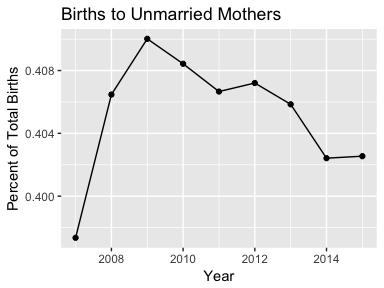 Births to Unmarried Mothers
Percent of Total Births
0.408
0.404
0.400
2008 2010 2012 2014
Year